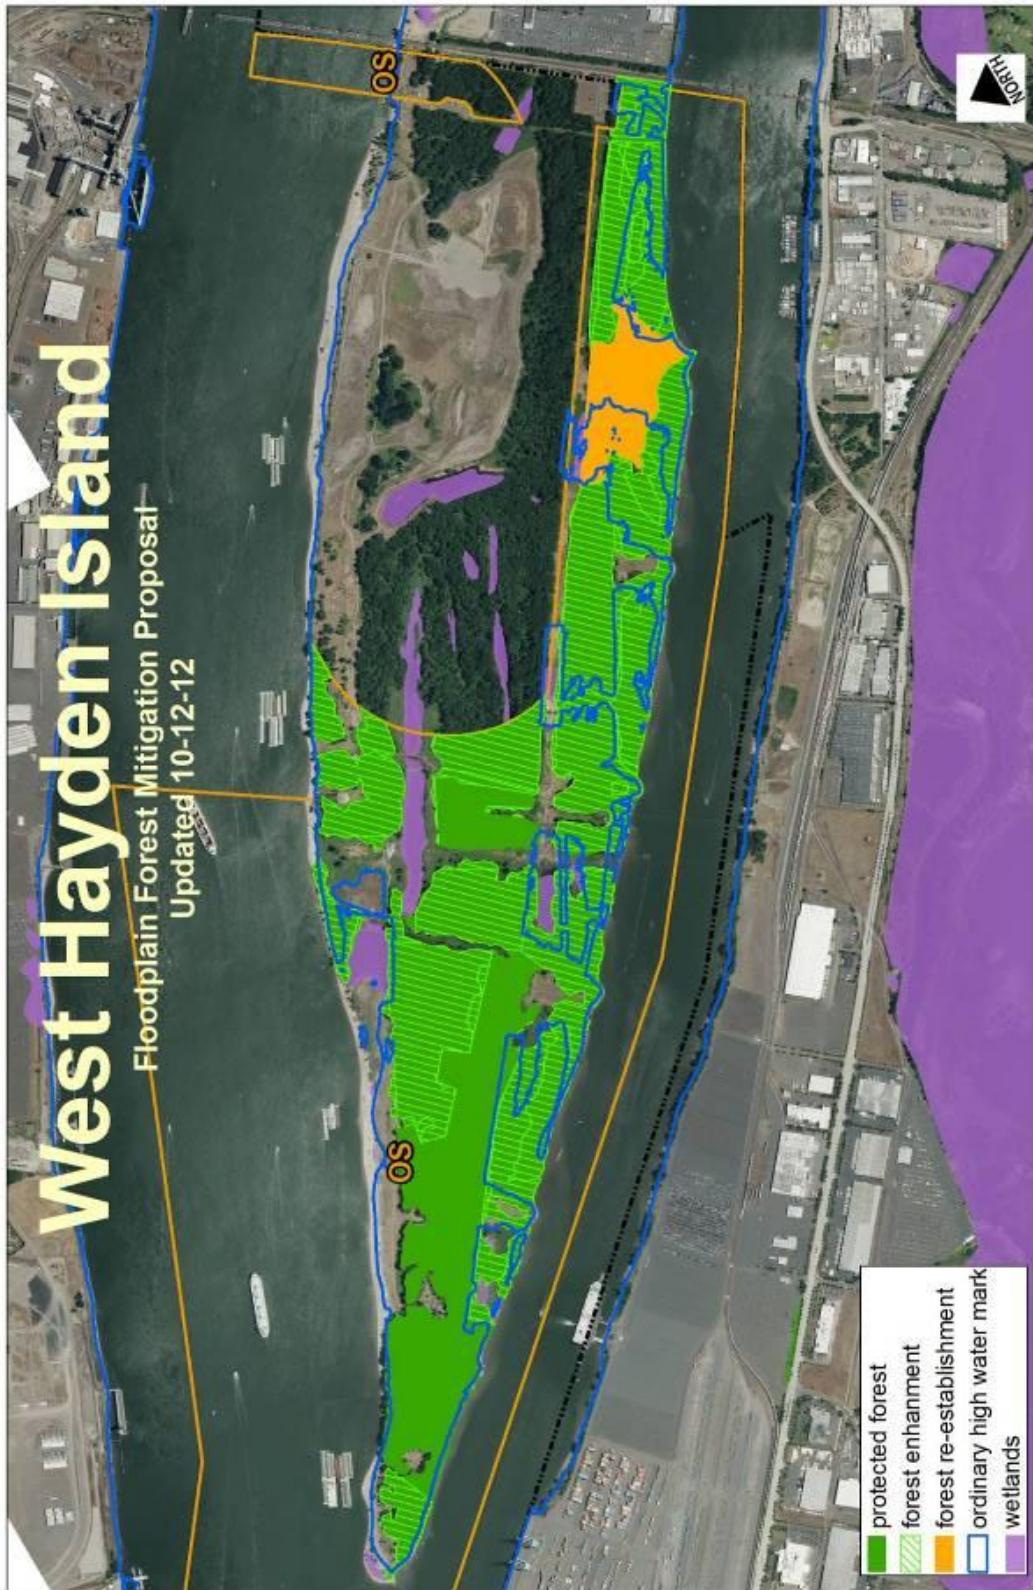 West Hayden Island
Floodplain Forest Mitigation Proposal
Updated 10-12-12
OS
OS
NORTH
protected forest
forest enhanment
forest re-establishment
ordinary high water mark
wetlands